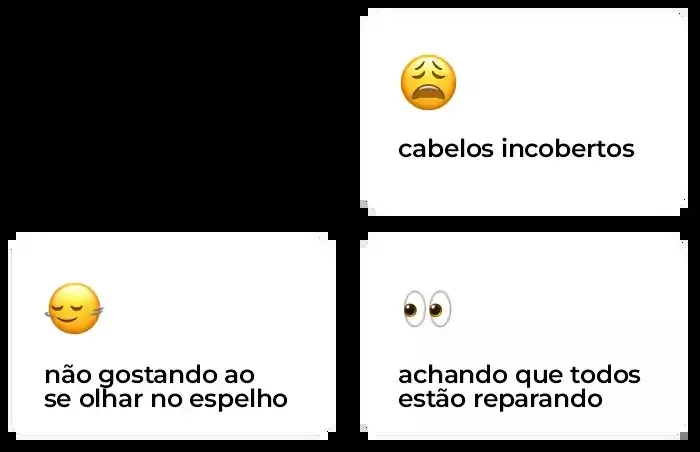 cabelos incobertos
não gostando ao
se olhar no espelho
achando que todos
estão reparando